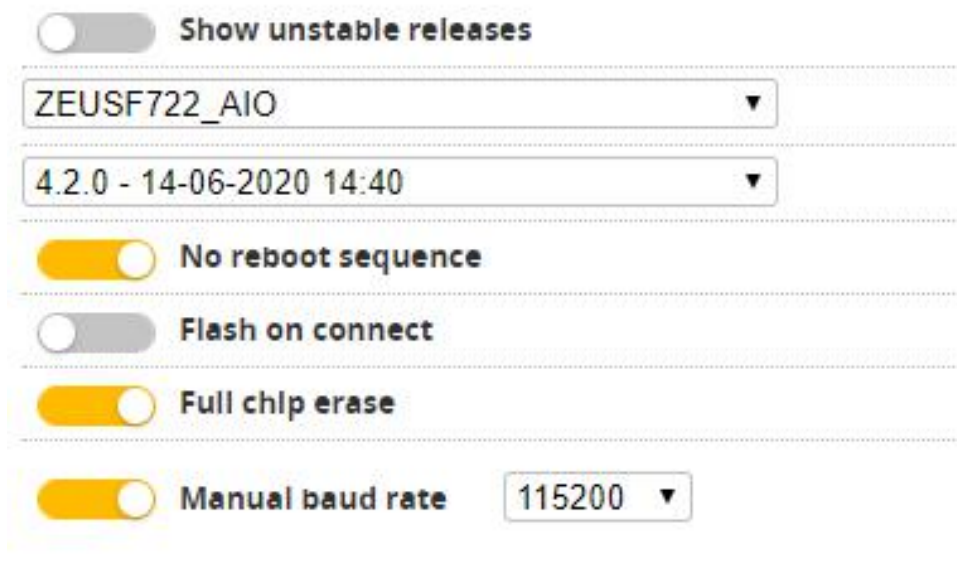 Show unstable releases
ZEUSF722_AIO
4.2.0 - 14-06-2020 14:40
No reboot sequence
Flash on connect
Full chip erase
Manual baud rate 115200